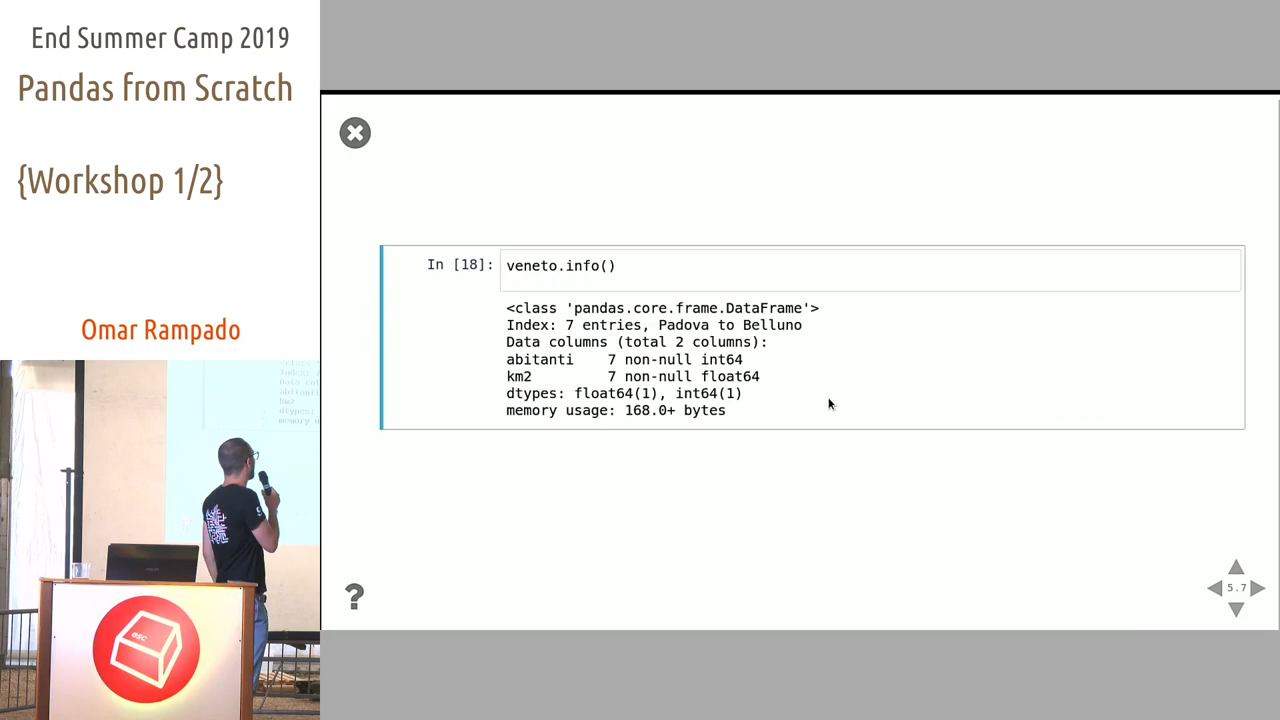 End Summer Camp 2019
Pandas from Scratch
{Workshop 1/2}
Omar Rampado
In [18]: veneto.info()
<class 'pandas.core.frame.DataFrame'>
Index: 7 entries, Padova to Belluno
Data columns (total 2 columns):
abitanti    7 non-null int64
km2         7 non-null float64
dtypes: float64(1), int64(1)
memory usage: 168.0+ bytes
?
5.7
esc